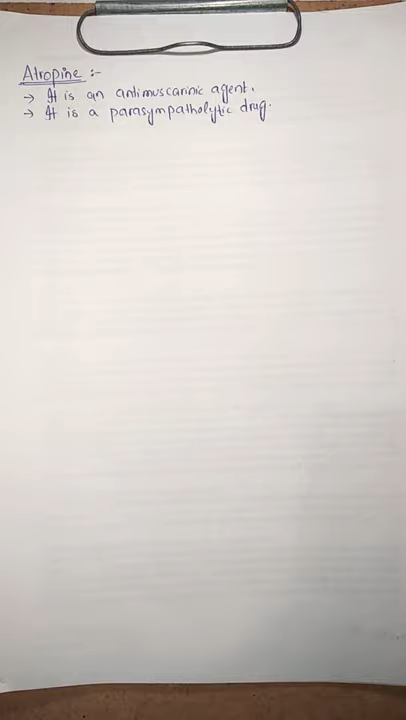 Atropine :-
→ It is an antimuscarinic agent.
→ It is a parasympatholytic drug.